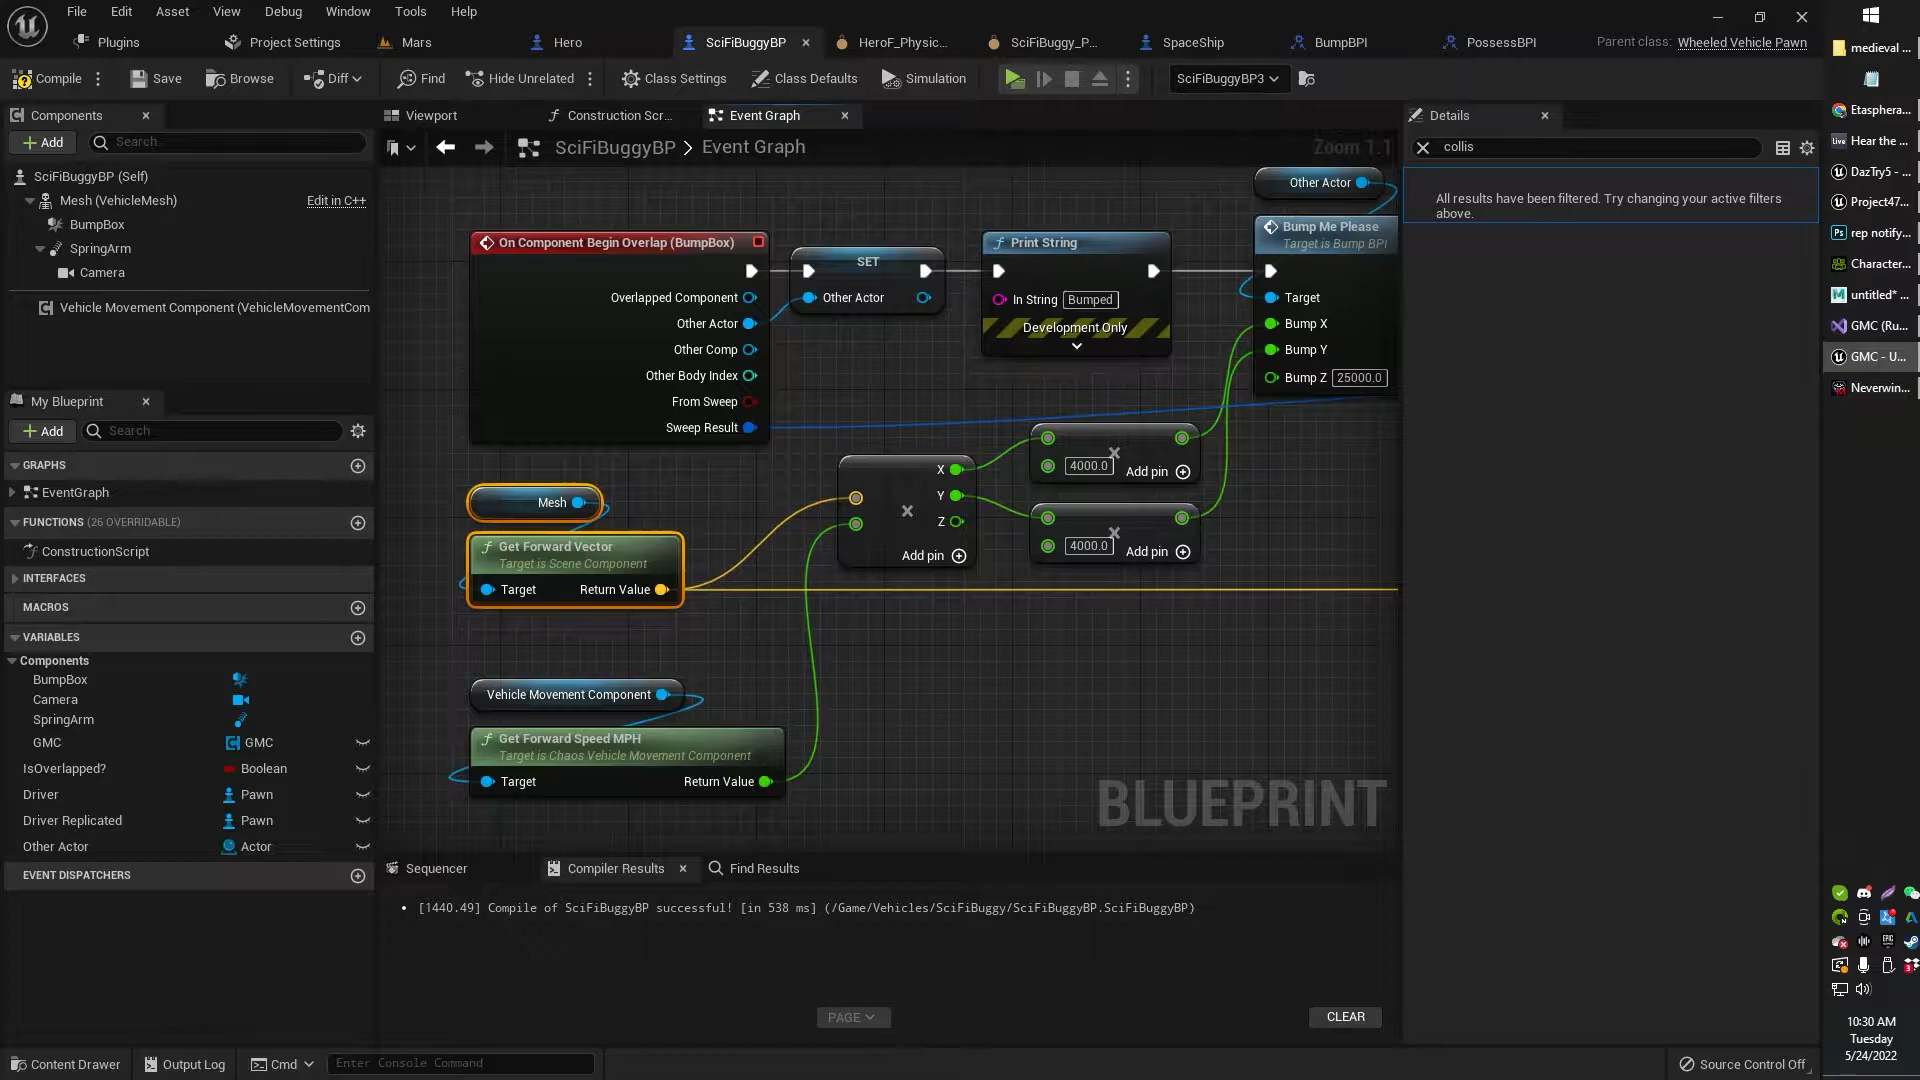 File Edit Asset View Debug Window Tools Help
Plugins Project Settings Mars Hero SciFiBuggyBP HeroF_Physic... SciFiBuggy_P... SpaceShip BumpBPI PossessBPI Parent class: Wheeled Vehicle Pawn
Compile Save Browse Diff Find Hide Unrelated Class Settings Class Defaults Simulation SciFiBuggyBP3
Components
Add Search
SciFiBuggyBP (Self)
Mesh (VehicleMesh) Edit in C++
BumpBox
SpringArm
Camera
Vehicle Movement Component (VehicleMovementCom
My Blueprint
Add Search
GRAPHS
EventGraph
FUNCTIONS (26 OVERRIDABLE)
ConstructionScript
INTERFACES
MACROS
VARIABLES
Components
BumpBox
Camera
SpringArm
GMC GMC
IsOverlapped? Boolean
Driver Pawn
Driver Replicated Pawn
Other Actor Actor
EVENT DISPATCHERS
Viewport Construction Scr... Event Graph
SciFiBuggyBP > Event Graph Zoom 1:1
On Component Begin Overlap (BumpBox)
Overlapped Component
Other Actor
Other Comp
Other Body Index
From Sweep
Sweep Result
SET
Other Actor
Print String
In String Bumped
Development Only
Other Actor
Bump Me Please
Target is Bump BPI
Target
Bump X
Bump Y
Bump Z 25000.0
Mesh
Get Forward Vector
Target is Scene Component
Target Return Value
X
Y
Z
Add pin
4000.0 Add pin
4000.0 Add pin
Vehicle Movement Component
Get Forward Speed MPH
Target is Chaos Vehicle Movement Component
Target Return Value
BLUEPRINT
Sequencer Compiler Results Find Results
[1440.49] Compile of SciFiBuggyBP successful! [in 538 ms] (/Game/Vehicles/SciFiBuggy/SciFiBuggyBP.SciFiBuggyBP)
PAGE CLEAR
Details
collis
All results have been filtered. Try changing your active filters
above.
Content Drawer Output Log Cmd Enter Console Command Source Control Off
medieval ...
Etasphera...
Live Hear the ...
DazTry5 - ...
Project47...
Ps rep notify...
Character...
M untitled* ...
GMC (Ru...
GMC - U...
Neverwin...
10:30 AM
Tuesday
5/24/2022